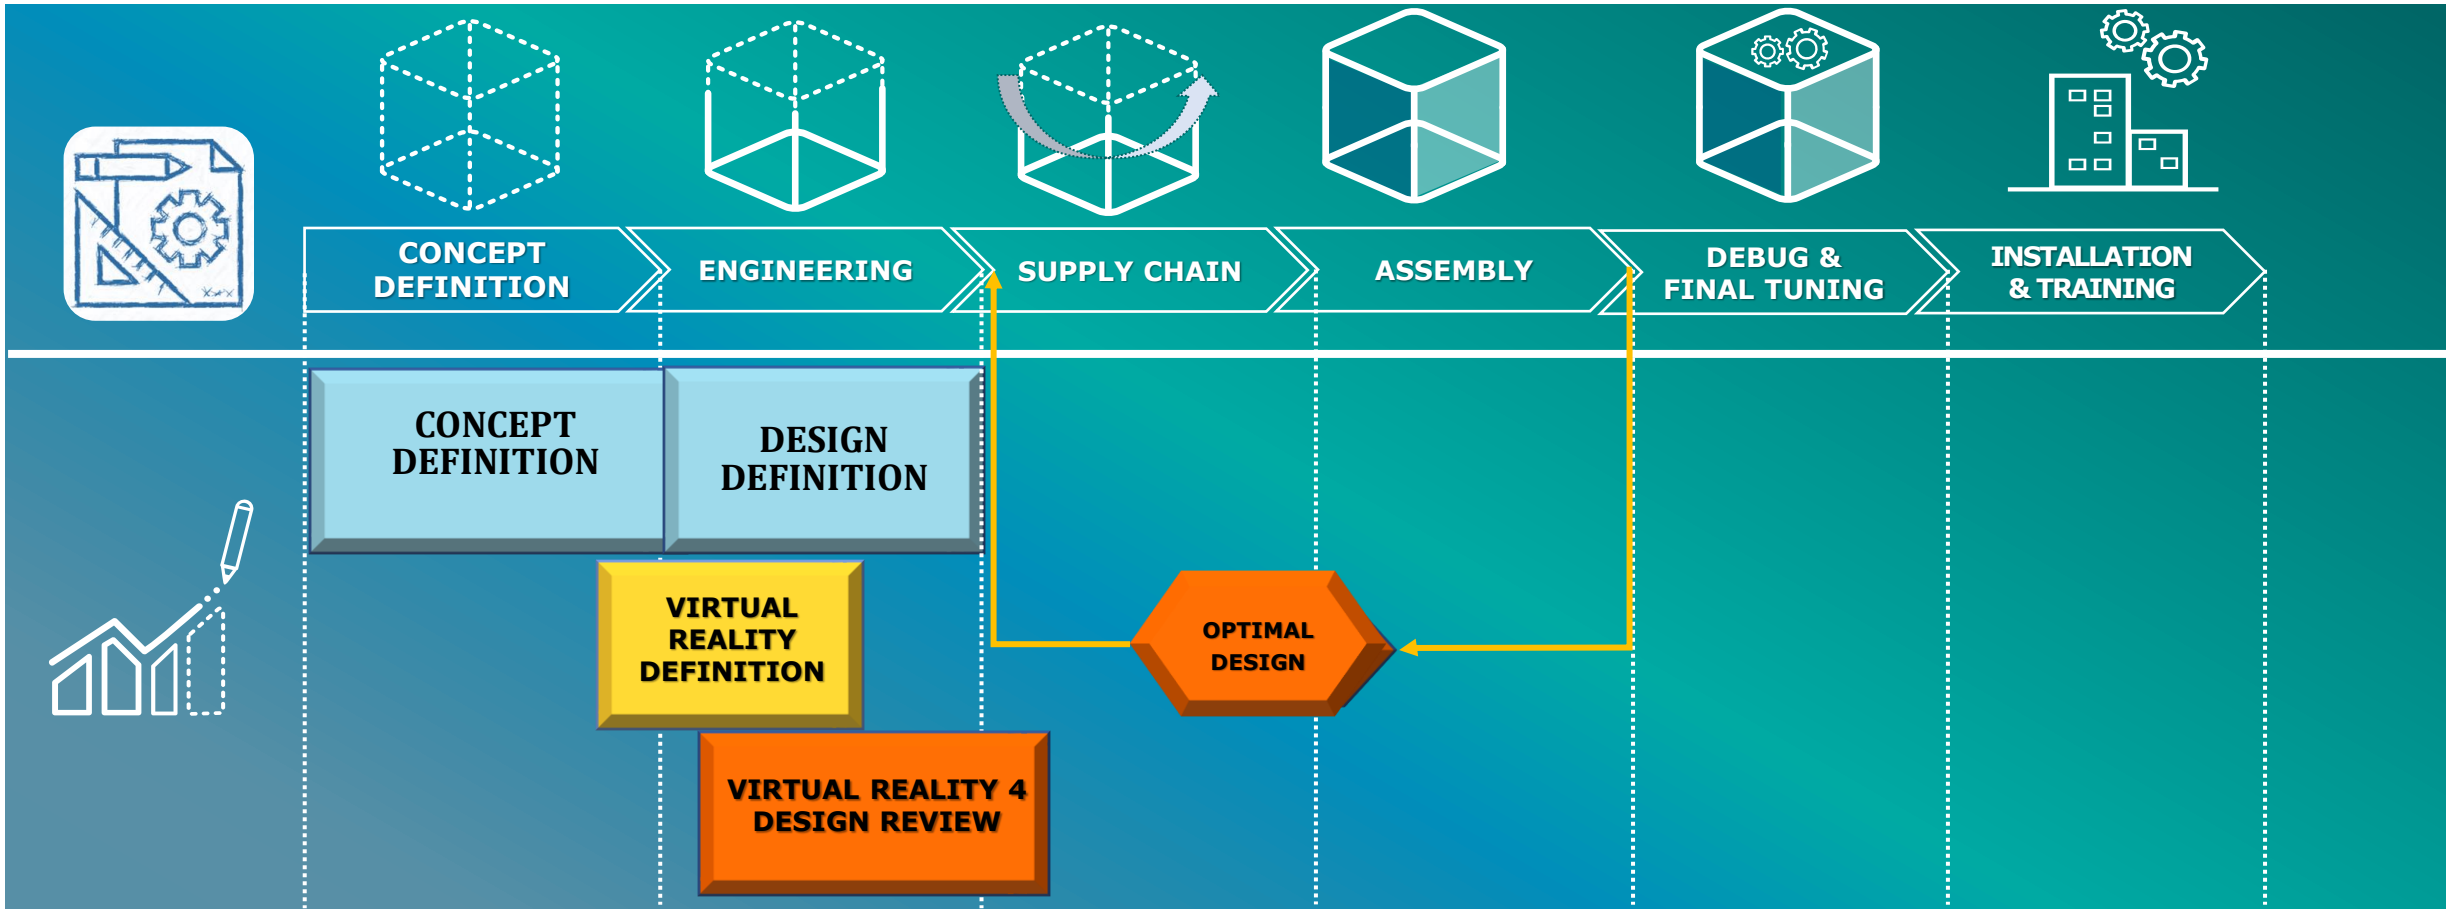 CONCEPT
DEFINITION
ENGINEERING
SUPPLY CHAIN
ASSEMBLY
DEBUG &
FINAL TUNING
INSTALLATION
& TRAINING
CONCEPT
DEFINITION
DESIGN
DEFINITION
VIRTUAL
REALITY
DEFINITION
OPTIMAL
DESIGN
VIRTUAL REALITY 4
DESIGN REVIEW